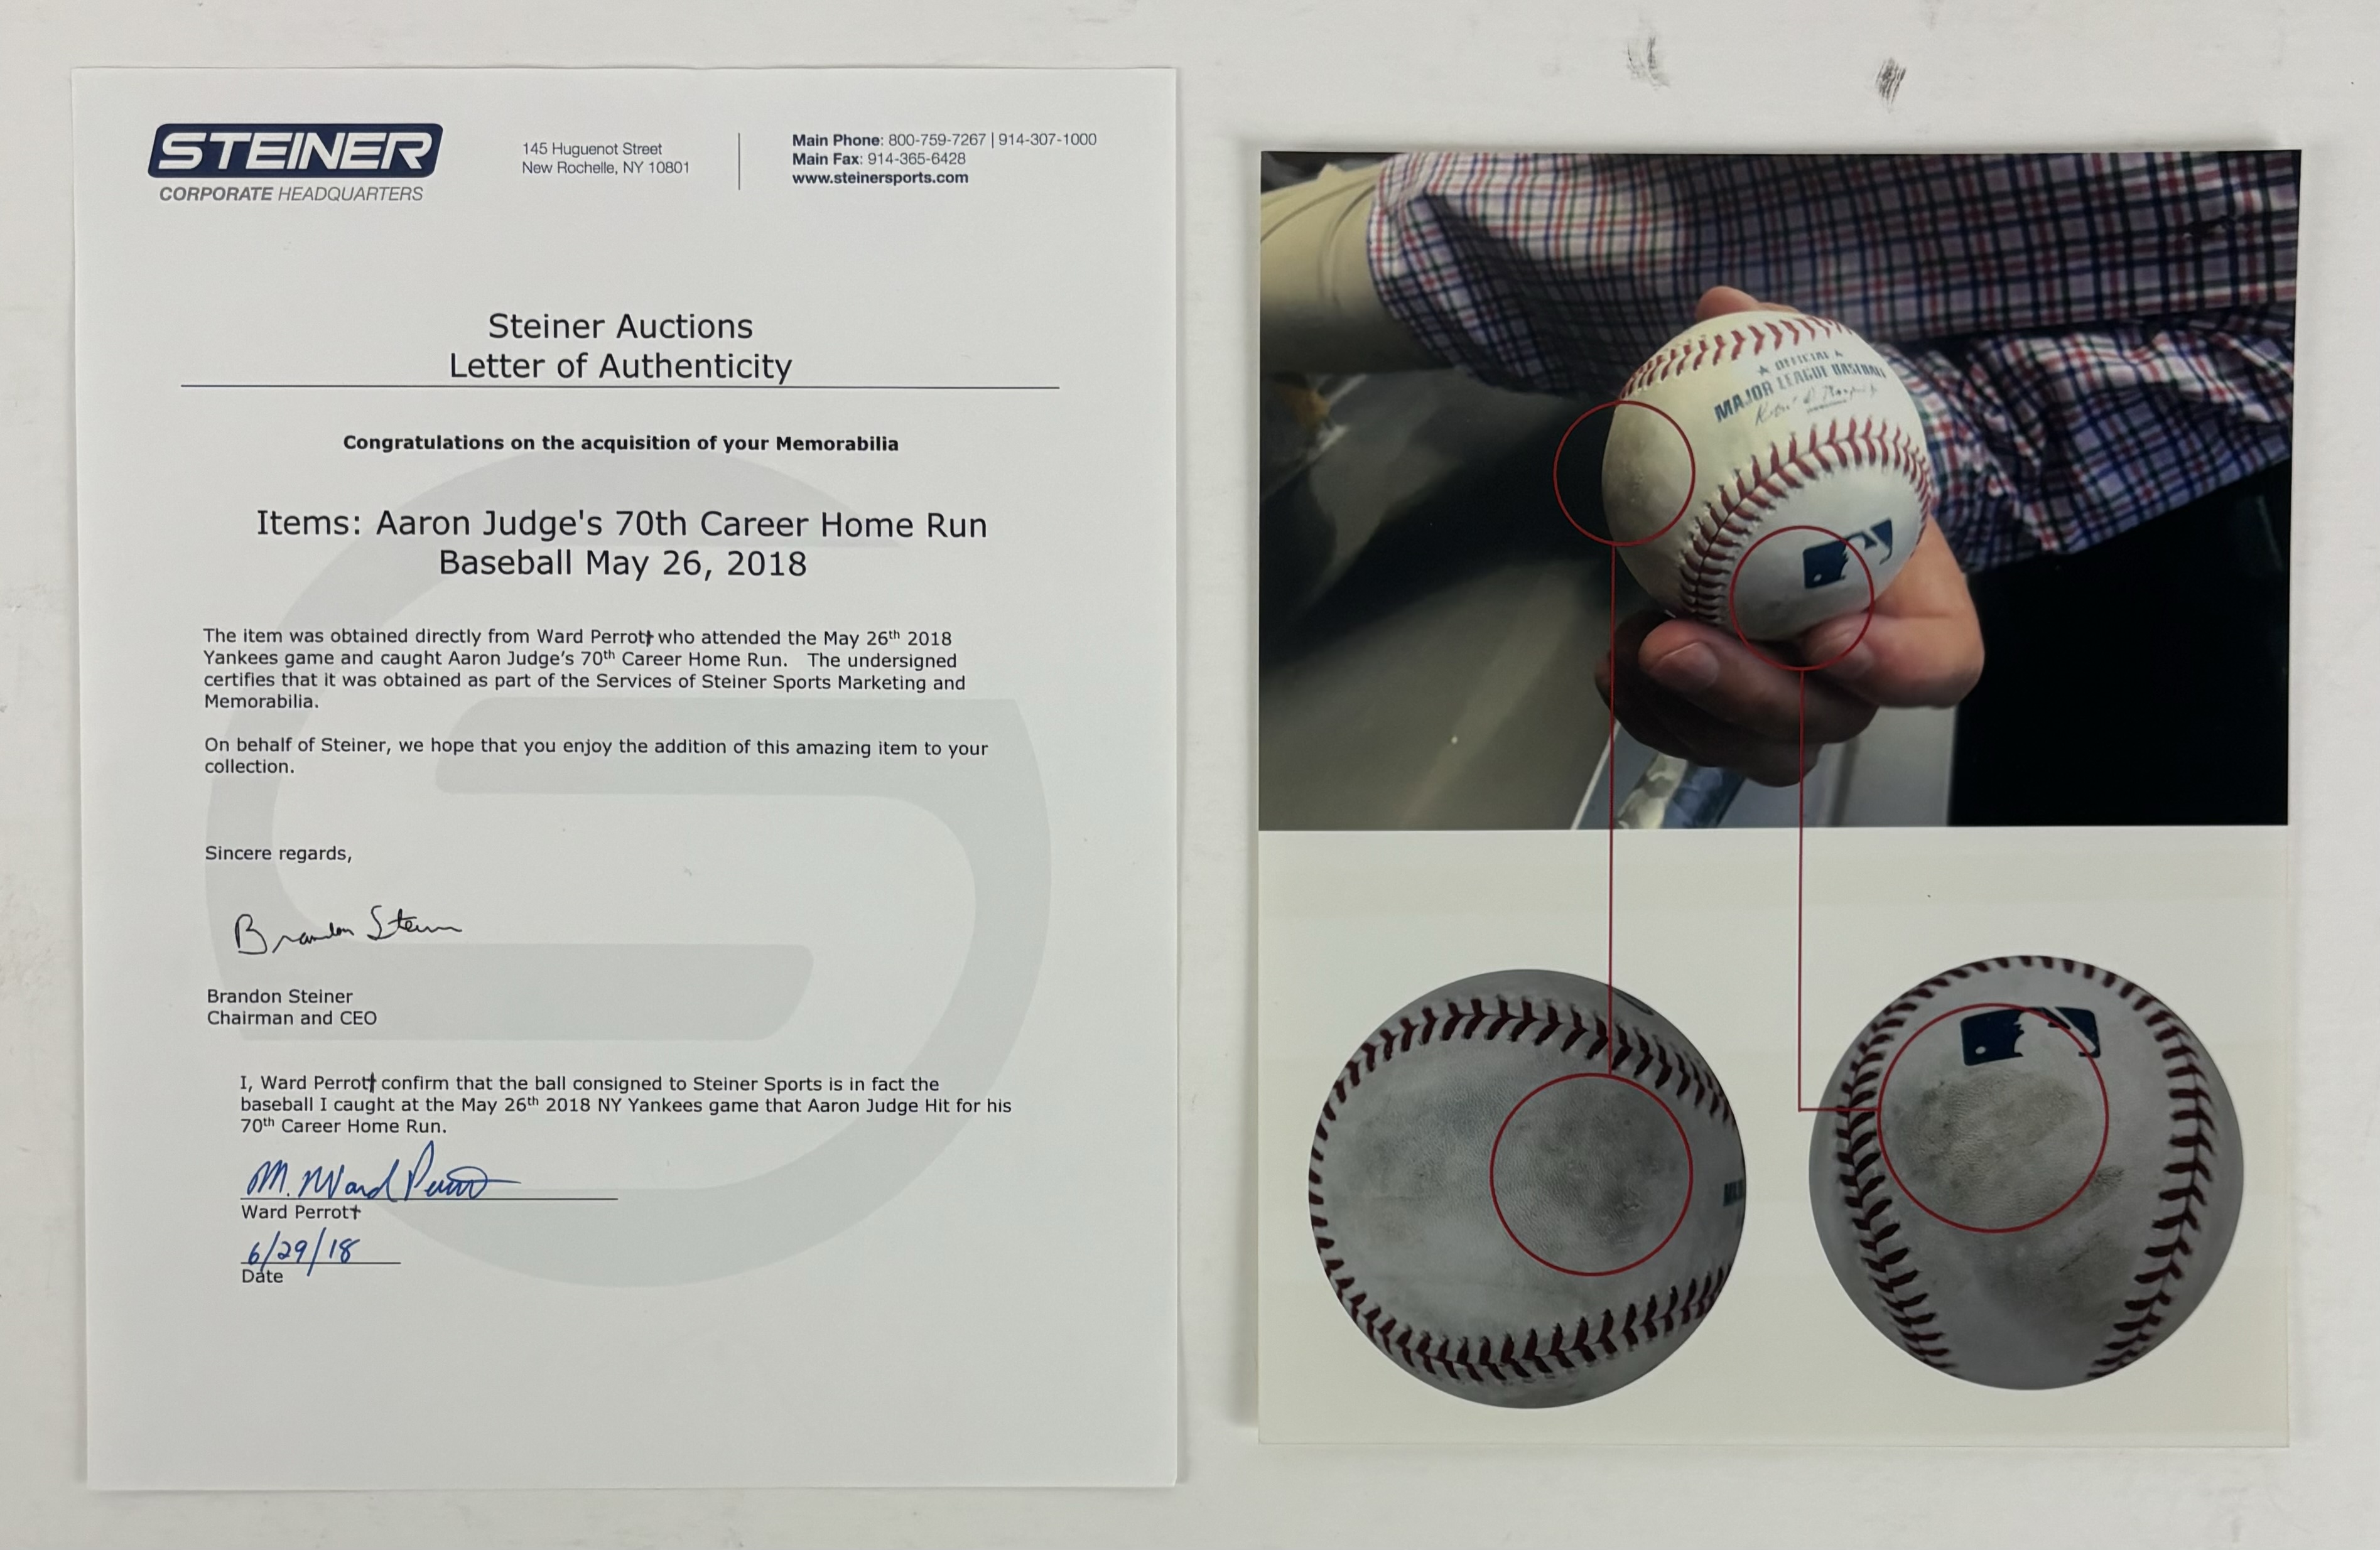 STEINER
CORPORATE HEADQUARTERS
145 Huguenot Street
New Rochelle, NY 10801
Main Phone: 800-759-7267 | 914-307-1000
Main Fax: 914-365-6428
www.steinersports.com
Steiner Auctions
Letter of Authenticity
Congratulations on the acquisition of your Memorabilia
Items: Aaron Judge's 70th Career Home Run
Baseball May 26, 2018
The item was obtained directly from Ward Perrott who attended the May 26th 2018
Yankees game and caught Aaron Judge's 70th Career Home Run. The undersigned
certifies that it was obtained as part of the Services of Steiner Sports Marketing and
Memorabilia.
On behalf of Steiner, we hope that you enjoy the addition of this amazing item to your
collection.
Sincere regards,
Brandon Steiner
Brandon Steiner
Chairman and CEO
I, Ward Perrott confirm that the ball consigned to Steiner Sports is in fact the
baseball I caught at the May 26th 2018 NY Yankees game that Aaron Judge Hit for his
70th Career Home Run.
M. Ward Perrott
Ward Perrott
6/29/18
Date
OFFICIAL
MAJOR LEAGUE BASEBALL